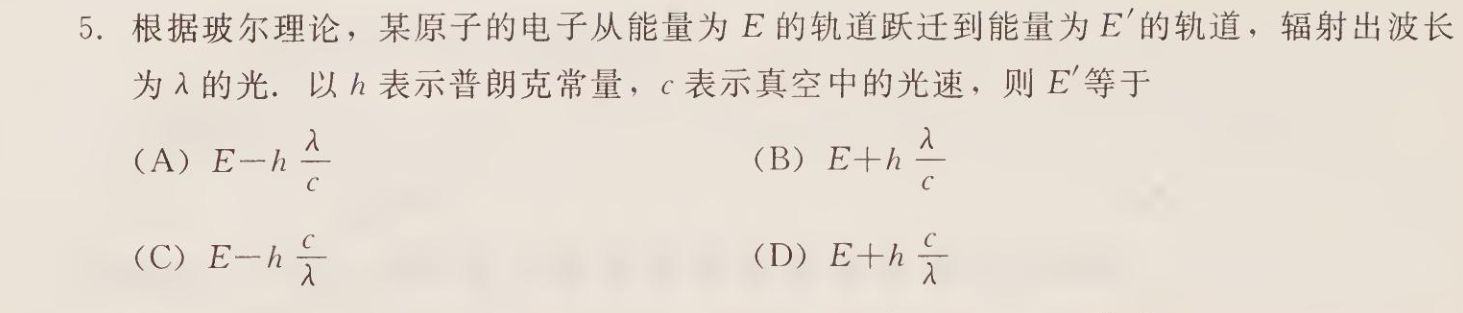 5. 根据玻尔理论，某原子的电子从能量为 E 的轨道跃迁到能量为 E′的轨道，辐射出波长
为 λ 的光．以 h 表示普朗克常量，c 表示真空中的光速，则 E′等于
(A) E－h λ/c (B) E＋h λ/c
(C) E－h c/λ (D) E＋h c/λ